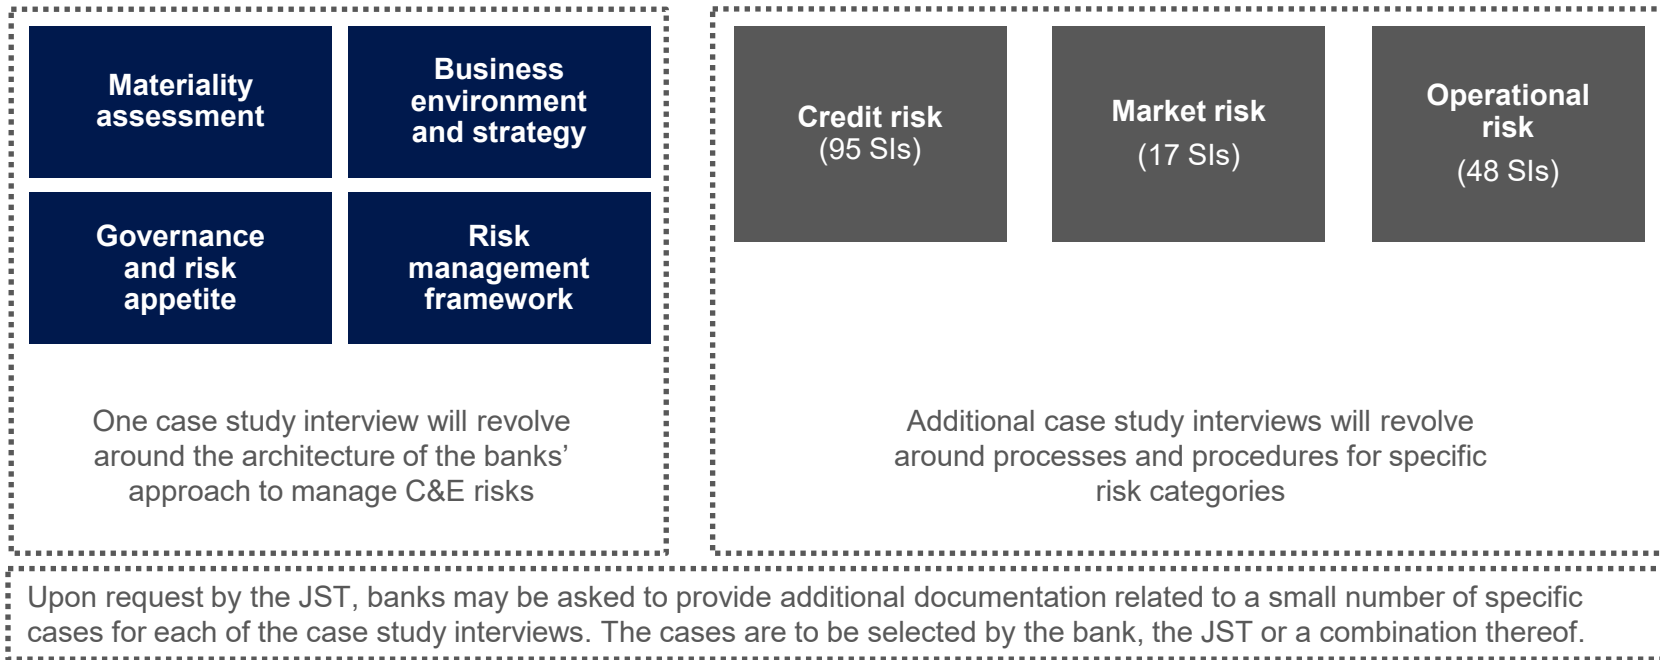 Materiality
assessment
Business
environment
and strategy
Governance
and risk
appetite
Risk
management
framework
One case study interview will revolve
around the architecture of the banks’
approach to manage C&E risks
Credit risk
(95 SIs)
Market risk
(17 SIs)
Operational
risk
(48 SIs)
Additional case study interviews will revolve
around processes and procedures for specific
risk categories
Upon request by the JST, banks may be asked to provide additional documentation related to a small number of specific
cases for each of the case study interviews. The cases are to be selected by the bank, the JST or a combination thereof.